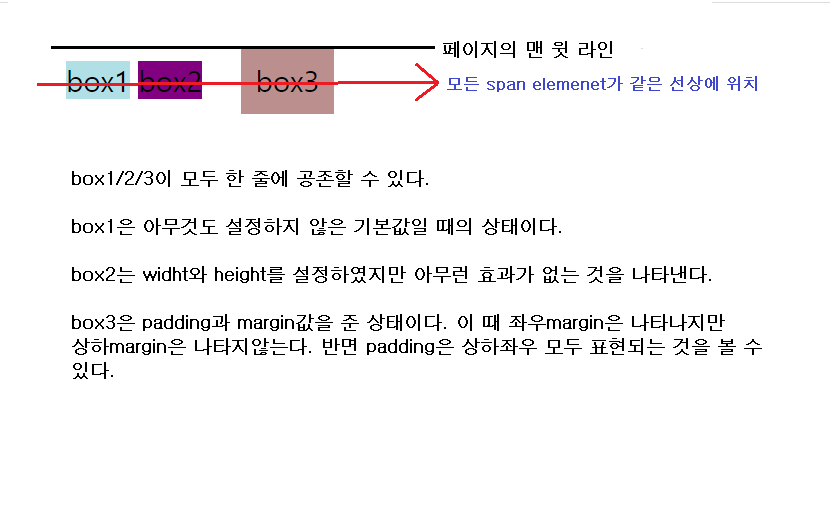 페이지의 맨 윗 라인
box1 box2 box3
모든 span elemenet가 같은 선상에 위치
box1/2/3이 모두 한 줄에 공존할 수 있다.
box1은 아무것도 설정하지 않은 기본값일 때의 상태이다.
box2는 widht와 height를 설정하였지만 아무런 효과가 없는 것을 나타낸다.
box3은 padding과 margin값을 준 상태이다. 이 때 좌우margin은 나타나지만
상하margin은 나타지않는다. 반면 padding은 상하좌우 모두 표현되는 것을 볼 수
있다.